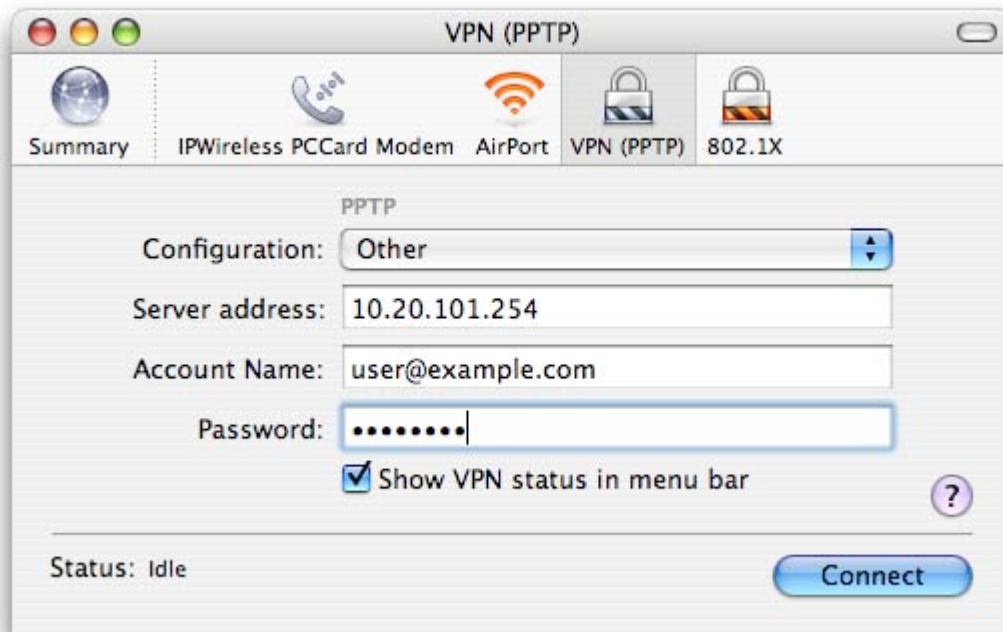 VPN (PPTP)
Summary
IPWireless PCCard Modem
AirPort
VPN (PPTP)
802.1X
PPTP
Configuration: Other
Server address: 10.20.101.254
Account Name: user@example.com
Password: ••••••••
Show VPN status in menu bar
?
Status: Idle
Connect